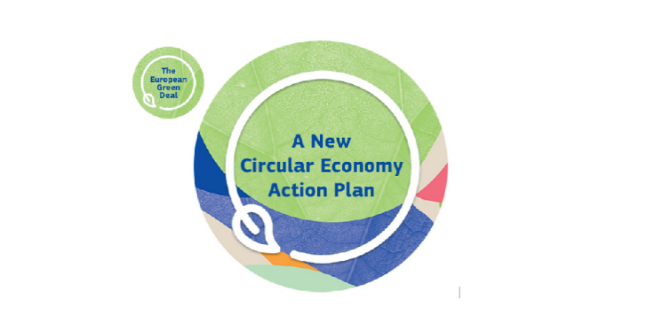 The
European
Green
Deal
A New
Circular Economy
Action Plan